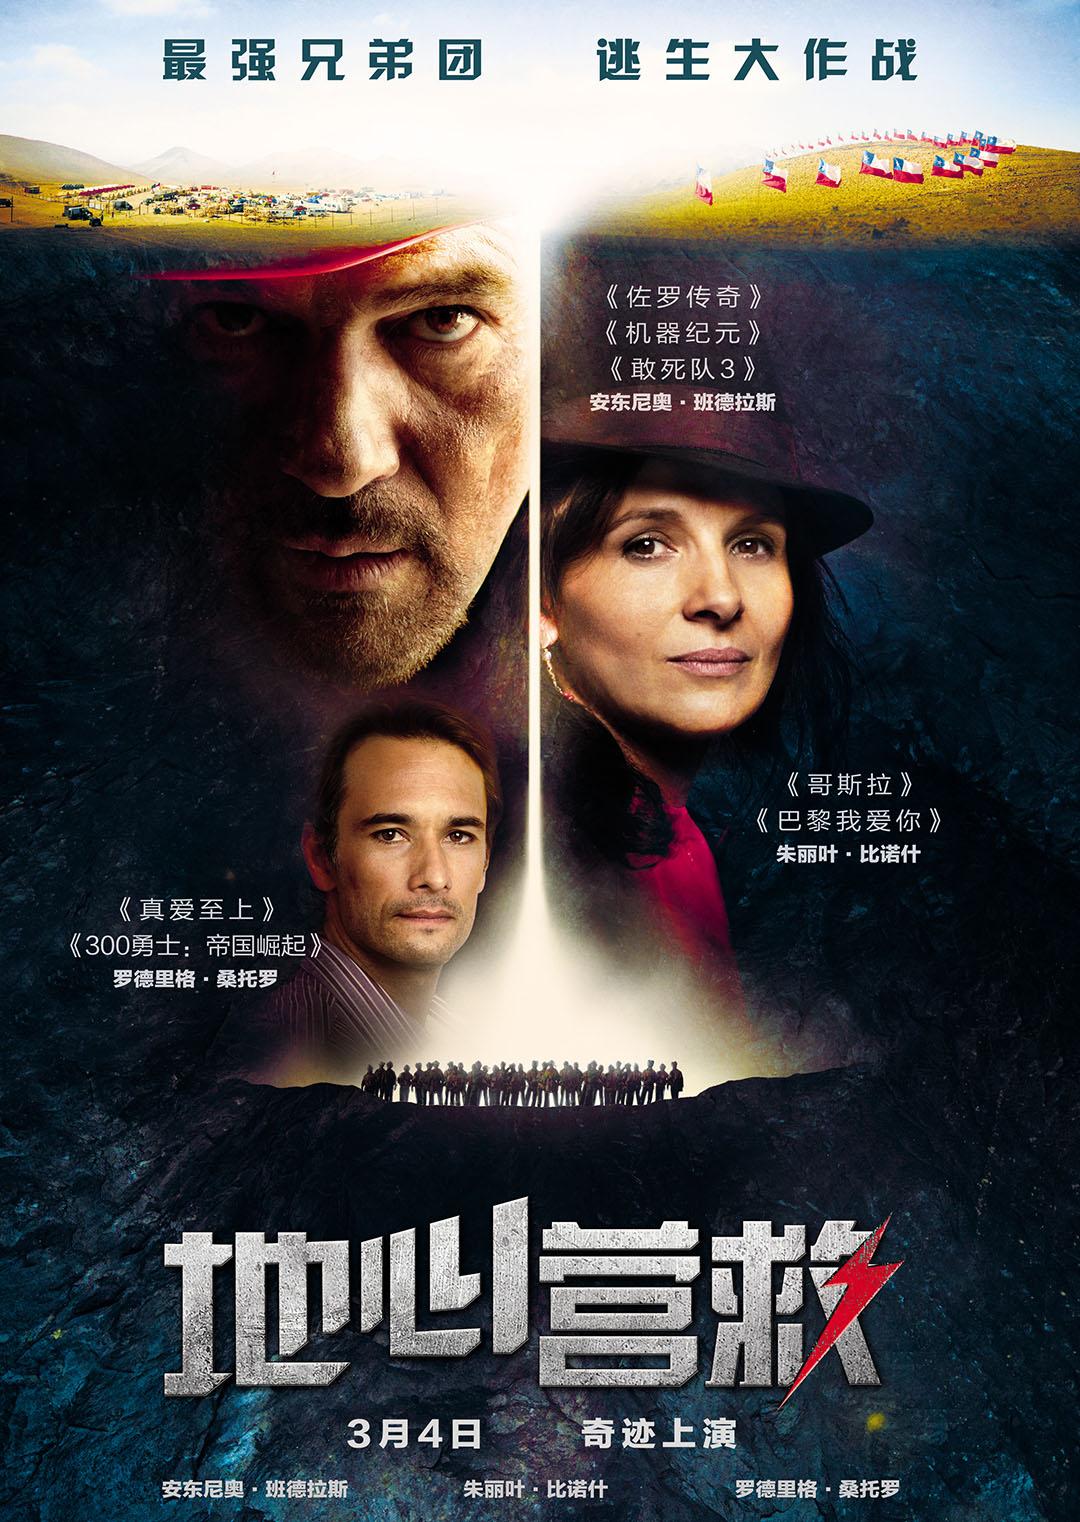 最强兄弟团 逃生大作战
《佐罗传奇》
《机器纪元》
《敢死队3》
安东尼奥·班德拉斯
《哥斯拉》
《巴黎我爱你》
朱丽叶·比诺什
《真爱至上》
《300勇士：帝国崛起》
罗德里格·桑托罗
地心营救
3月4日 奇迹上演
安东尼奥·班德拉斯 朱丽叶·比诺什 罗德里格·桑托罗